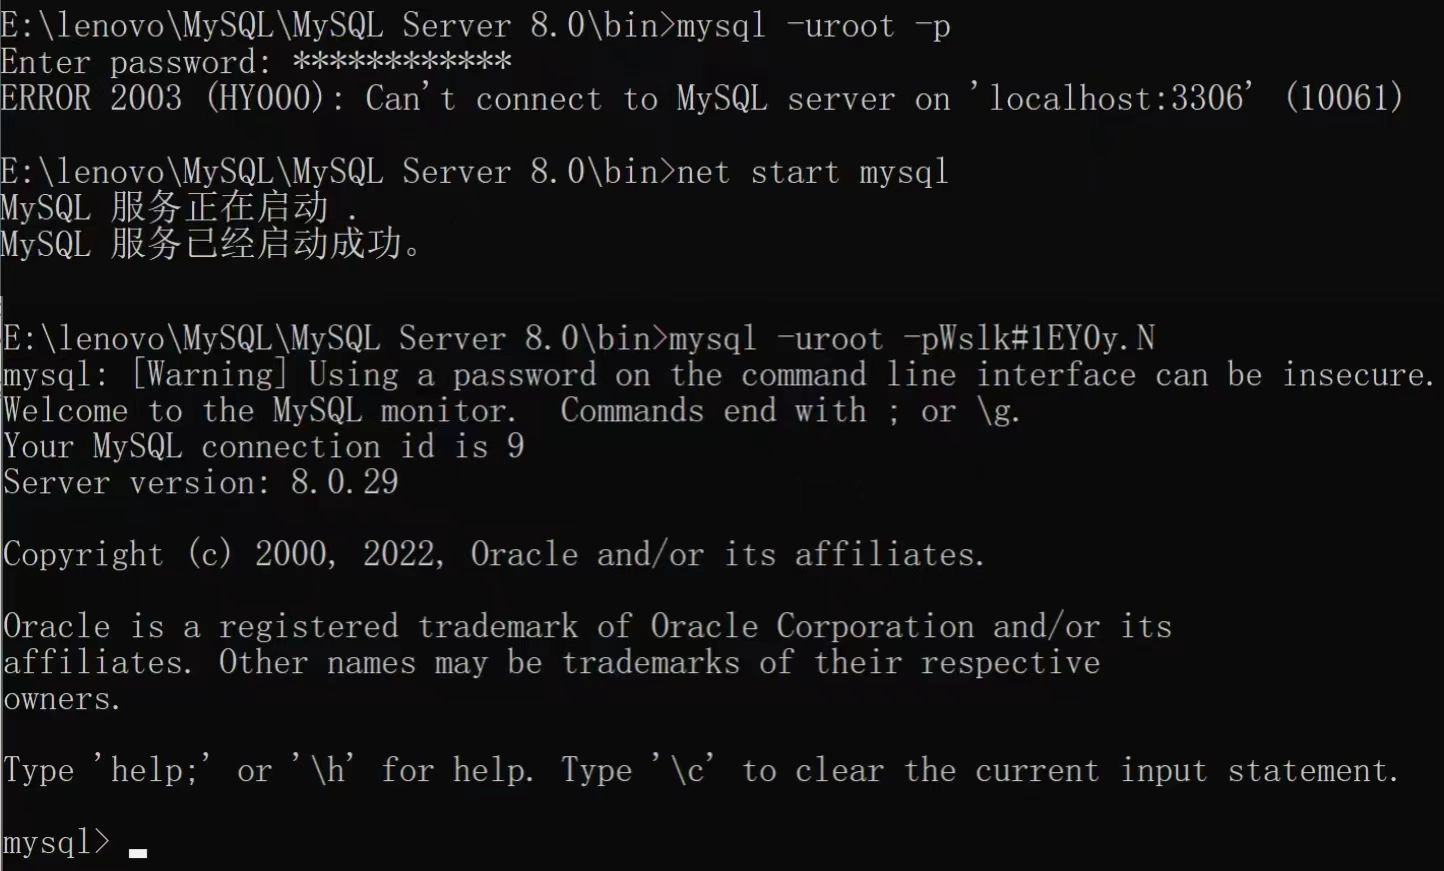 E:\lenovo\MySQL\MySQL Server 8.0\bin>mysql -uroot -p
Enter password: ************
ERROR 2003 (HY000): Can't connect to MySQL server on 'localhost:3306' (10061)
E:\lenovo\MySQL\MySQL Server 8.0\bin>net start mysql
MySQL 服务正在启动 .
MySQL 服务已经启动成功。
E:\lenovo\MySQL\MySQL Server 8.0\bin>mysql -uroot -pWslk#1EY0y.N
mysql: [Warning] Using a password on the command line interface can be insecure.
Welcome to the MySQL monitor.  Commands end with ; or \g.
Your MySQL connection id is 9
Server version: 8.0.29
Copyright (c) 2000, 2022, Oracle and/or its affiliates.
Oracle is a registered trademark of Oracle Corporation and/or its
affiliates. Other names may be trademarks of their respective
owners.
Type 'help;' or '\h' for help. Type '\c' to clear the current input statement.
mysql>